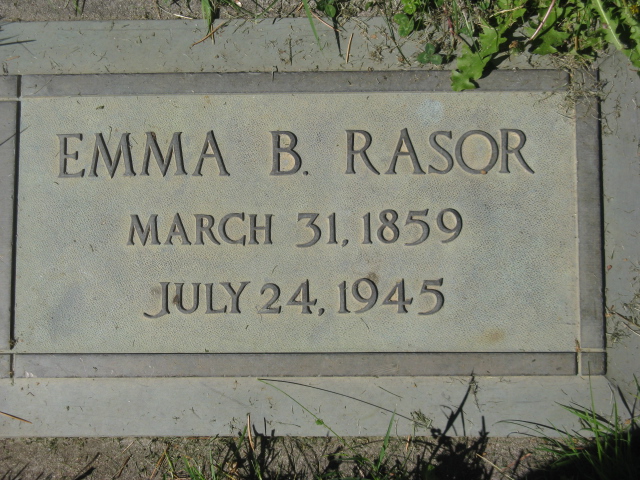 EMMA B. RASOR
MARCH 31, 1859
JULY 24, 1945